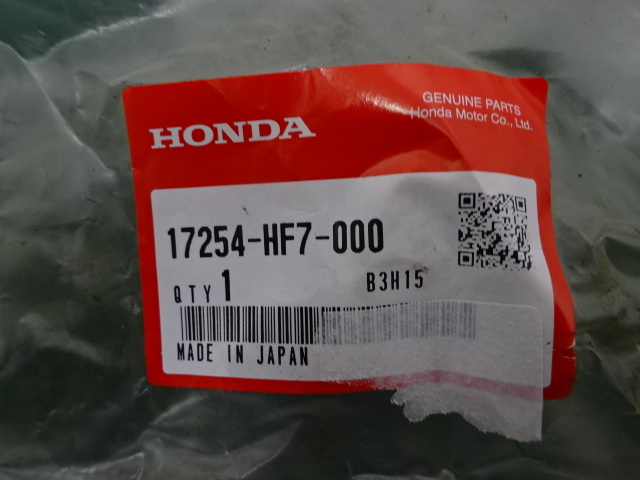 GENUINE PARTS
Honda Motor Co., Ltd.
HONDA
17254-HF7-000
QTY 1 B3H15
MADE IN JAPAN